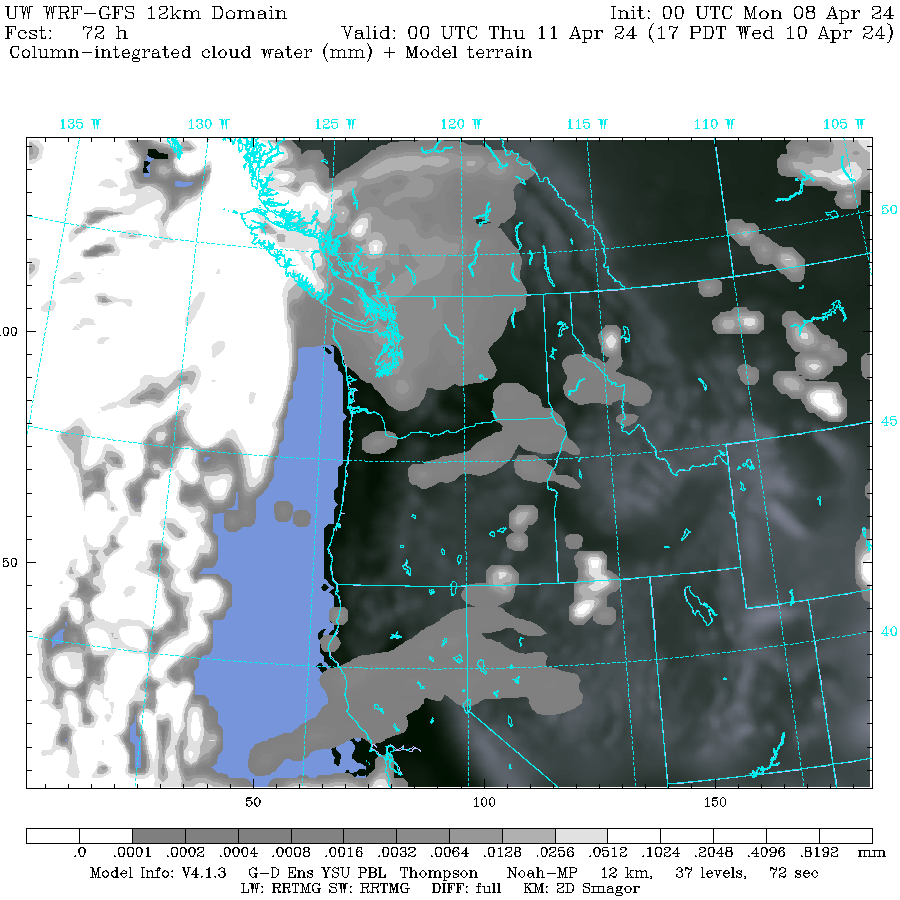 UW WRF-GFS 12km Domain Init: 00 UTC Mon 08 Apr 24
Fcst: 72 h Valid: 00 UTC Thu 11 Apr 24 (17 PDT Wed 10 Apr 24)
Column-integrated cloud water (mm) + Model terrain
135 W 130 W 125 W 120 W 115 W 110 W 105 W
50
00
45
50
40
50 100 150
.0 .0001 .0002 .0004 .0008 .0016 .0032 .0064 .0128 .0256 .0512 .1024 .2048 .4096 .8192 mm
Model Info: V4.1.3 G-D Ens YSU PBL Thompson Noah-MP 12 km, 37 levels, 72 sec
LW: RRTMG SW: RRTMG DIFF: full KM: 2D Smagor